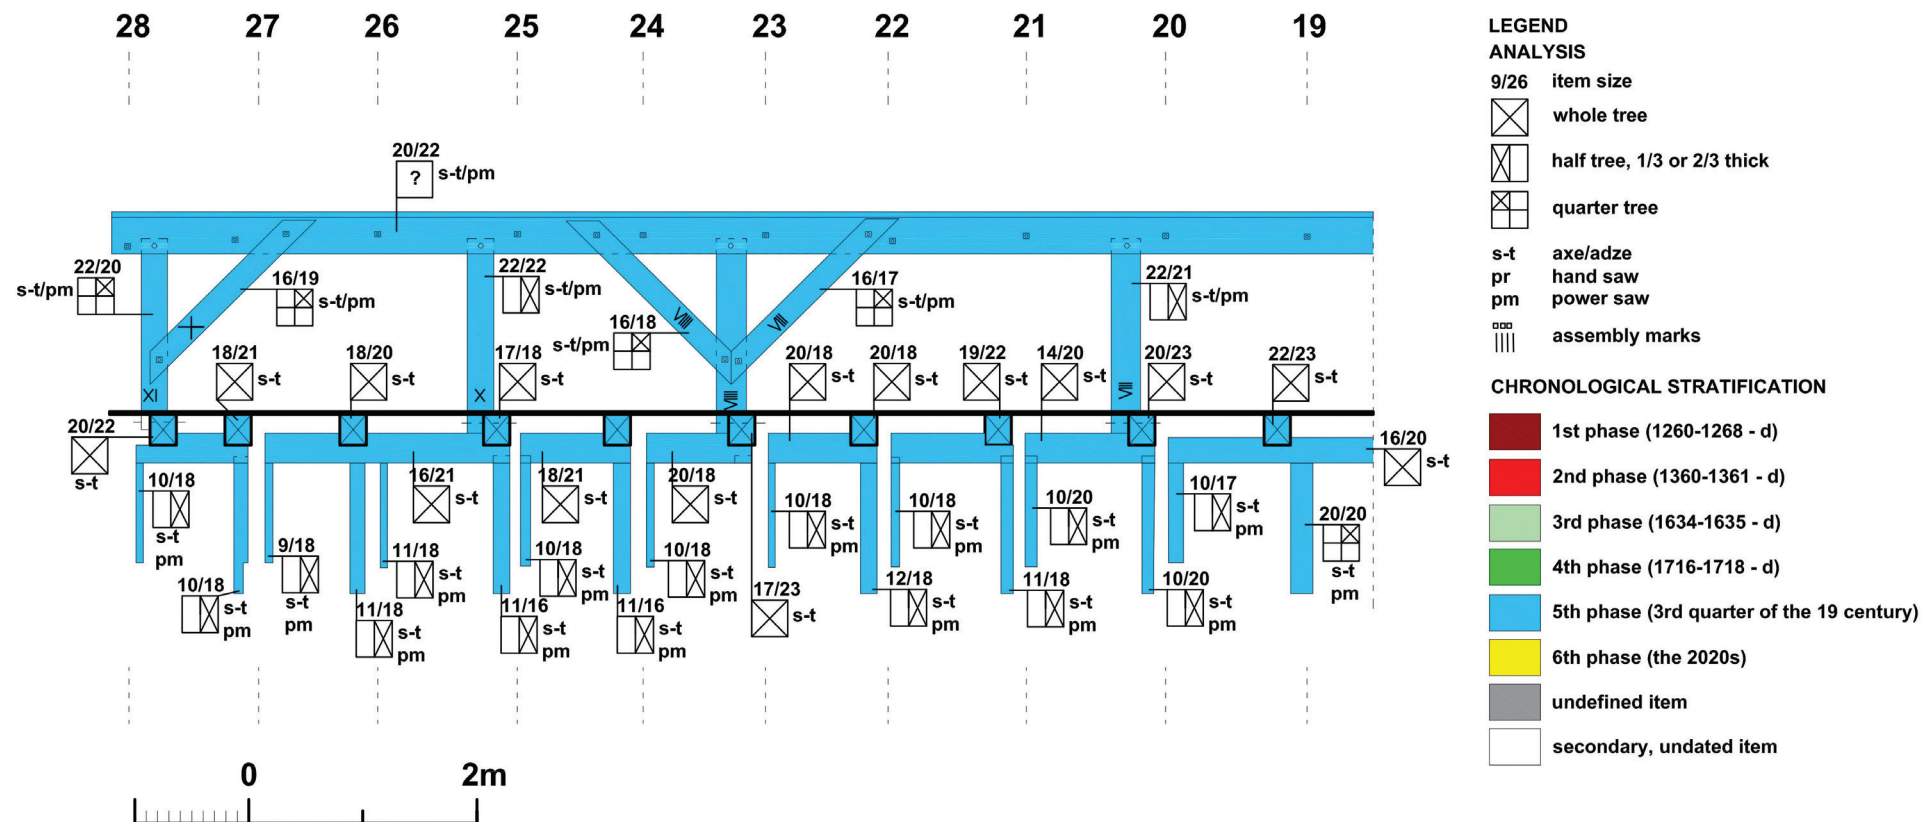 28 27 26 25 24 23 22 21 20 19
20/22
?
s-t/pm
22/20
s-t/pm
16/19
s-t/pm
22/22
s-t/pm
16/18
s-t/pm
16/17
s-t/pm
22/21
s-t/pm
X
VIIII
VIII
18/21
s-t
18/20
s-t
17/18
s-t
20/18
s-t
20/18
s-t
19/22
14/20
s-t
20/23
s-t
22/23
s-t
XI
X
VIIII
VIII
20/22
s-t
16/21
s-t
18/21
s-t
20/18
s-t
16/20
s-t
10/18
s-t
pm
10/18
s-t
pm
10/18
s-t
pm
10/20
s-t
pm
10/17
s-t
pm
20/20
s-t
pm
9/18
s-t
pm
11/18
s-t
pm
10/18
s-t
pm
10/18
s-t
pm
10/18
s-t
pm
11/18
s-t
pm
11/16
s-t
pm
11/16
s-t
pm
17/23
s-t
12/18
s-t
pm
11/18
s-t
pm
10/20
s-t
pm
0 2m
LEGEND
ANALYSIS
9/26 item size
whole tree
half tree, 1/3 or 2/3 thick
quarter tree
s-t axe/adze
pr hand saw
pm power saw
assembly marks
CHRONOLOGICAL STRATIFICATION
1st phase (1260-1268 - d)
2nd phase (1360-1361 - d)
3rd phase (1634-1635 - d)
4th phase (1716-1718 - d)
5th phase (3rd quarter of the 19 century)
6th phase (the 2020s)
undefined item
secondary, undated item